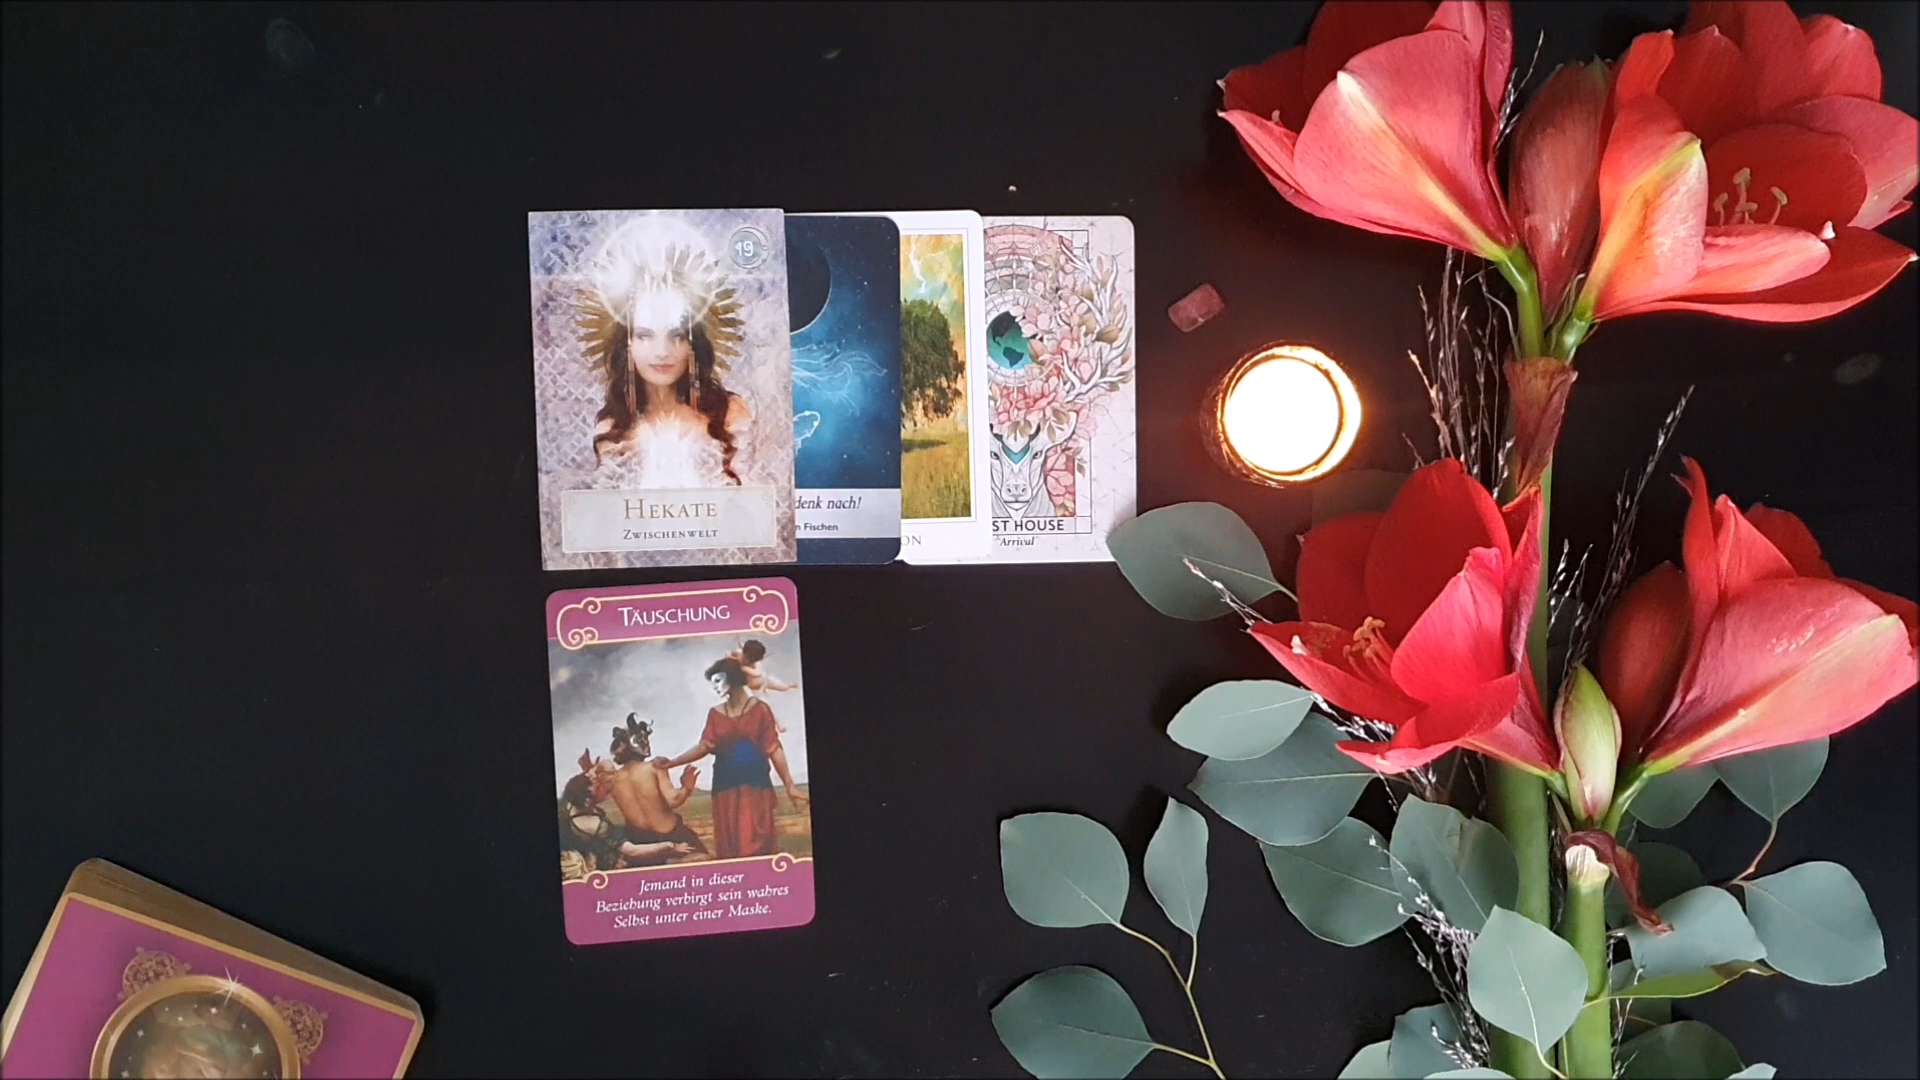 19
HEKATE
ZWISCHENWELT
denk nach!
n Fischen
ON
ST HOUSE
"Arrival"
TÄUSCHUNG
Jemand in dieser
Beziehung verbirgt sein wahres
Selbst unter einer Maske.